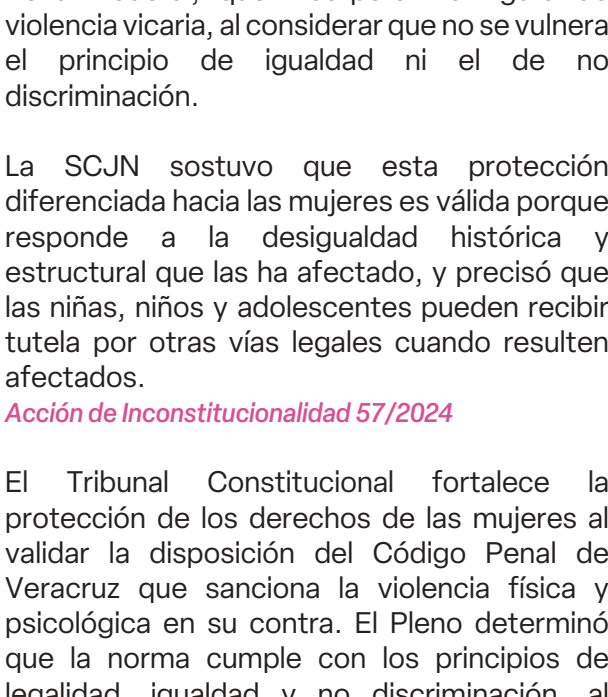 violencia vicaria, al considerar que no se vulnera
el principio de igualdad ni el de no
discriminación.
La SCJN sostuvo que esta protección
diferenciada hacia las mujeres es válida porque
responde a la desigualdad histórica y
estructural que las ha afectado, y precisó que
las niñas, niños y adolescentes pueden recibir
tutela por otras vías legales cuando resulten
afectados.
Acción de Inconstitucionalidad 57/2024
El Tribunal Constitucional fortalece la
protección de los derechos de las mujeres al
validar la disposición del Código Penal de
Veracruz que sanciona la violencia física y
psicológica en su contra. El Pleno determinó
que la norma cumple con los principios de
legalidad, igualdad y no discriminación, al